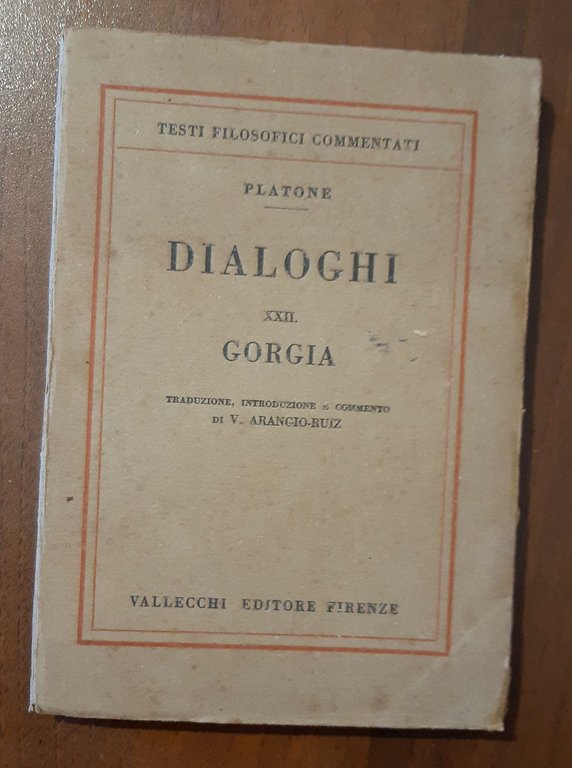 TESTI FILOSOFICI COMMENTATI
PLATONE
DIALOGHI
XXII.
GORGIA
TRADUZIONE, INTRODUZIONE E COMMENTO
DI V. ARANGIO-RUIZ
VALLECCHI EDITORE FIRENZE